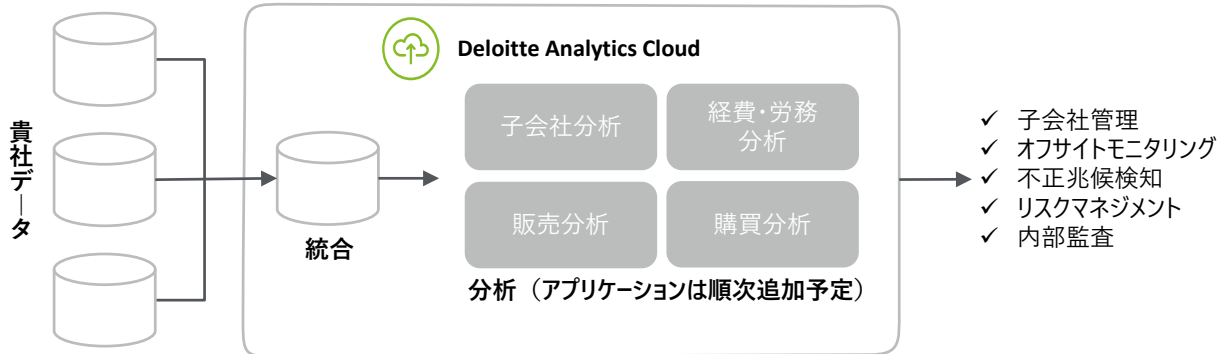 Deloitte Analytics Cloud
貴社データ
統合
子会社分析
経費・労務
分析
販売分析
購買分析
分析（アプリケーションは順次追加予定）
✓ 子会社管理
✓ オフサイトモニタリング
✓ 不正兆候検知
✓ リスクマネジメント
✓ 内部監査